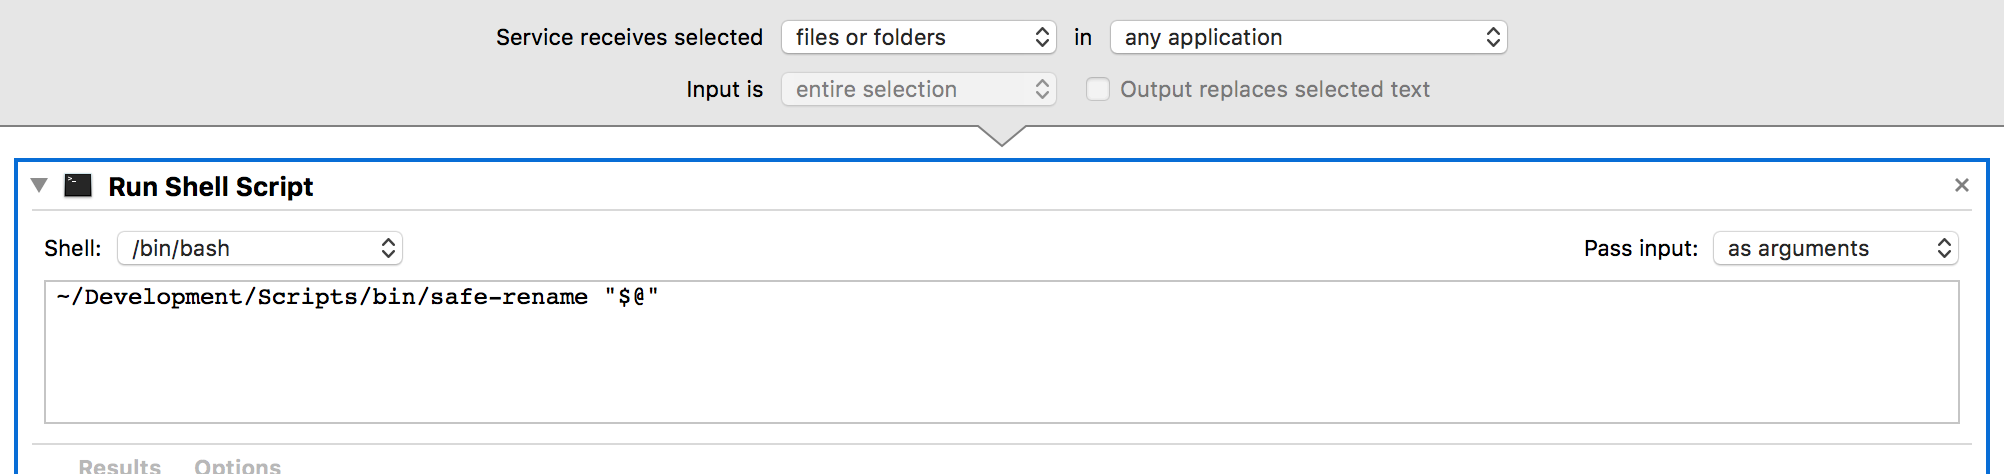 Service receives selected files or folders in any application
Input is entire selection Output replaces selected text
Run Shell Script
Shell: /bin/bash Pass input: as arguments
~/Development/Scripts/bin/safe-rename "$@"
Results Options